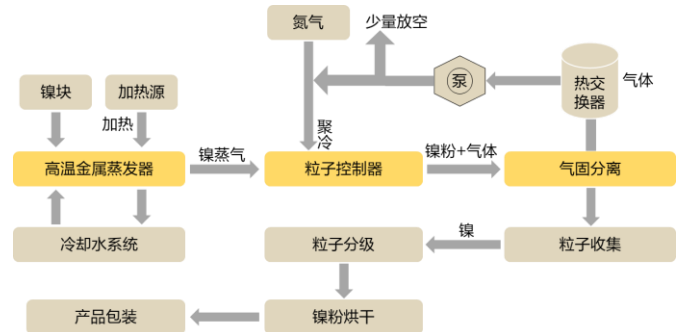 氮气
少量放空
泵
热交
换器
气体
镍块
加热源
加热
聚
冷
镍蒸气
镍粉+气体
高温金属蒸发器
粒子控制器
气固分离
镍
冷却水系统
粒子分级
粒子收集
产品包装
镍粉烘干